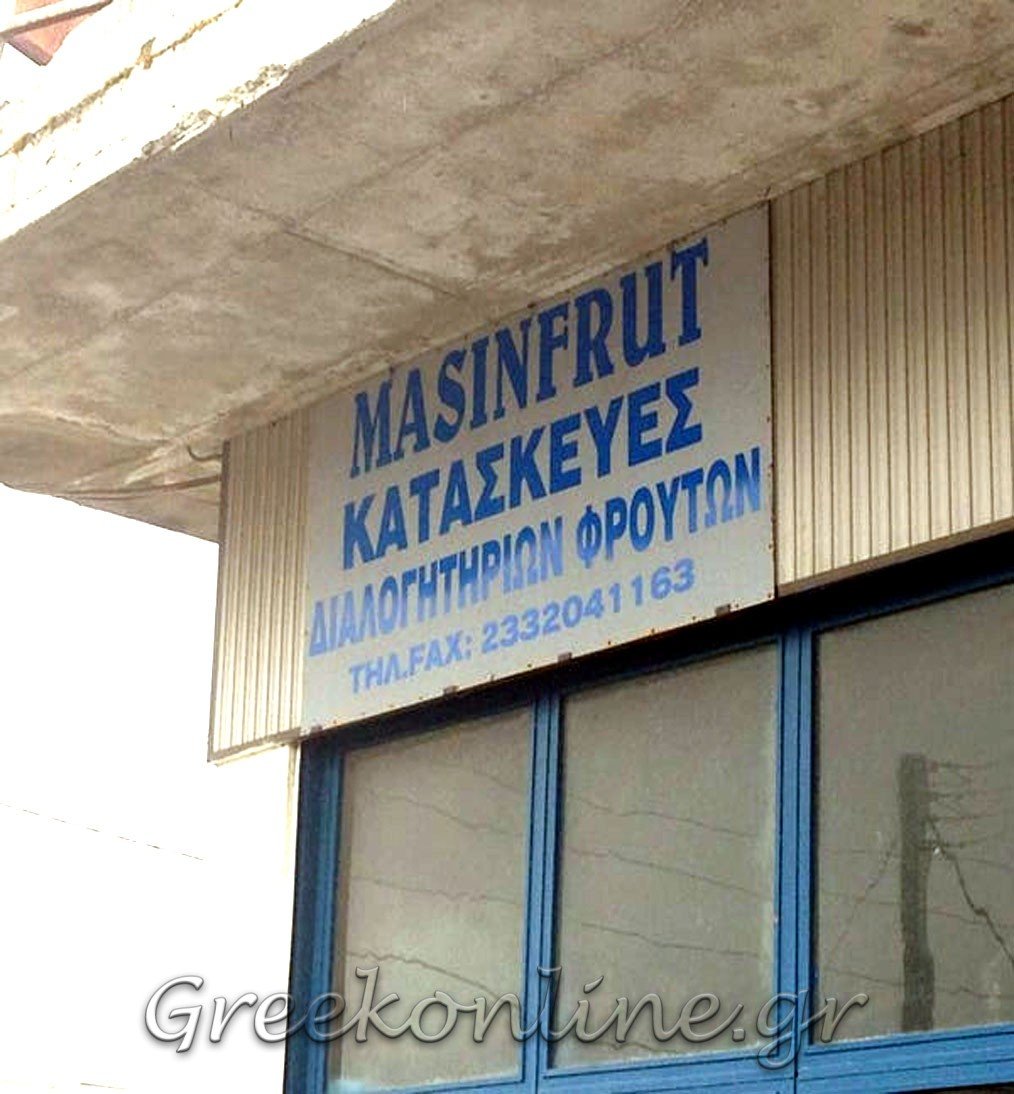 MASINFRUT
ΚΑΤΑΣΚΕΥΕΣ
ΔΙΑΛΟΓΗΤΗΡΙΩΝ ΦΡΟΥΤΩΝ
ΤΗΛ.FAX: 2332041163
Greekonline.gr